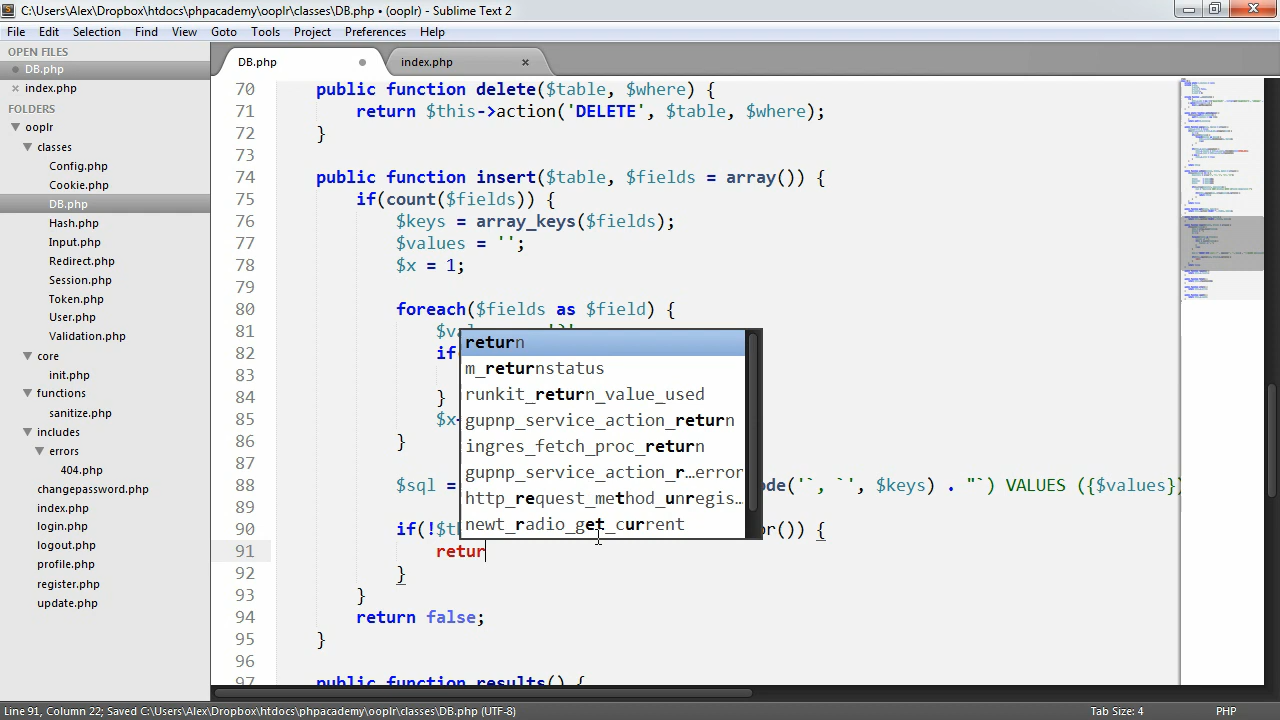 C:\Users\Alex\Dropbox\htdocs\phpacademy\ooplr\classes\DB.php • (ooplr) - Sublime Text 2
File Edit Selection Find View Goto Tools Project Preferences Help
OPEN FILES
DB.php
index.php
FOLDERS
ooplr
classes
Config.php
Cookie.php
DB.php
Hash.php
Input.php
Redirect.php
Session.php
Token.php
User.php
Validation.php
core
init.php
functions
sanitize.php
includes
errors
404.php
changepassword.php
index.php
login.php
logout.php
profile.php
register.php
update.php
DB.php
index.php
70 public function delete($table, $where) {
71 return $this->action('DELETE', $table, $where);
72 }
73
74 public function insert($table, $fields = array()) {
75 if(count($fields)) {
76 $keys = array_keys($fields);
77 $values = '';
78 $x = 1;
79
80 foreach($fields as $field) {
81
82 if
83
84 }
85 $x
86 }
87
88 $sql = ode('`, `', $keys) . "`) VALUES ({$values})
89
90 if(!$th or()) {
91 retur
92 }
93 }
94 return false;
95 }
96
97 public function results() {
return
m_returnstatus
runkit_return_value_used
gupnp_service_action_return
ingres_fetch_proc_return
gupnp_service_action_r…error
http_request_method_unregis…
newt_radio_get_current
Line 91, Column 22; Saved C:\Users\Alex\Dropbox\htdocs\phpacademy\ooplr\classes\DB.php (UTF-8)
Tab Size: 4
PHP